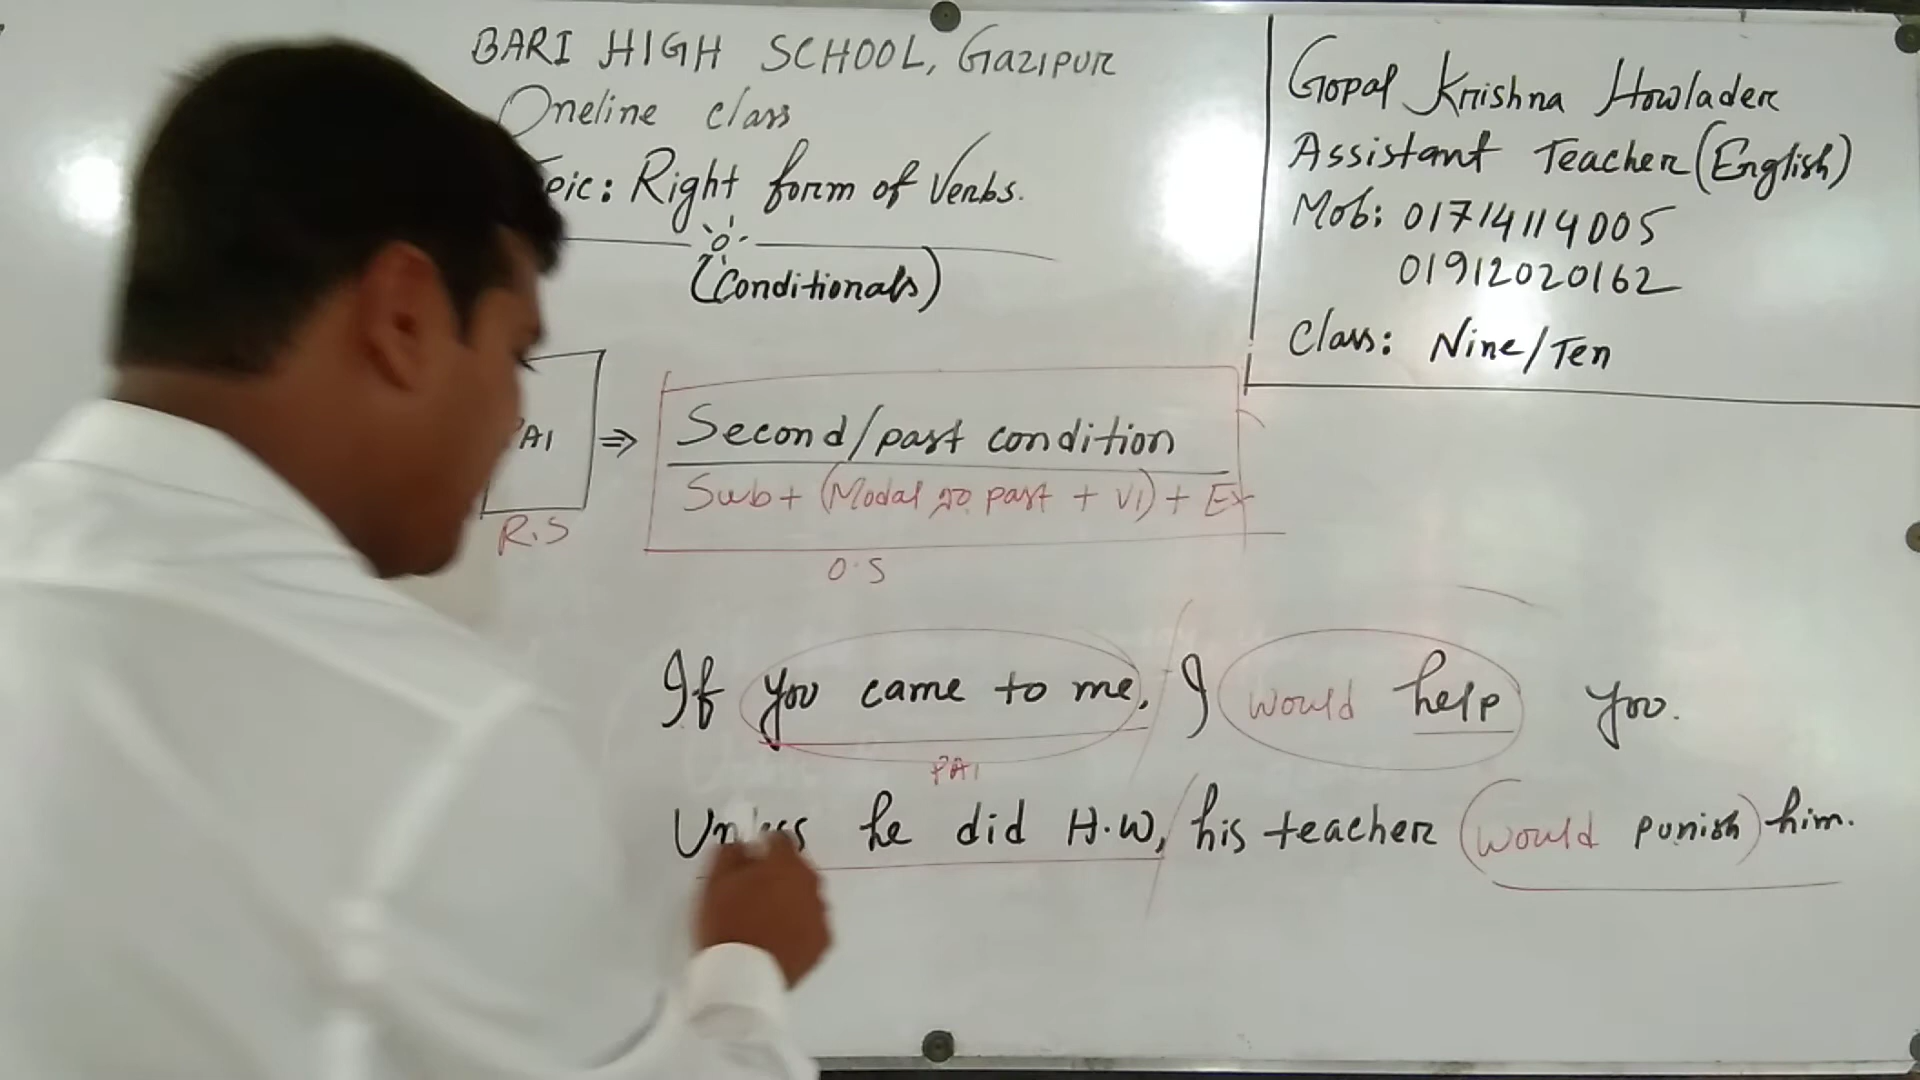 BARI HIGH SCHOOL, Gazipur
Oneline class
Topic: Right form of Verbs.
(Conditionals)
Gopal Krishna Howlader
Assistant Teacher (English)
Mob: 01714114005
01912020162
Class: Nine/Ten
PAI ⇒ Second/past condition
Sub + (Modal এর past + V1) + Ex
R.S
O.S
If you came to me, / I would help you.
PAI
Unless he did H.W, / his teacher would punish him.